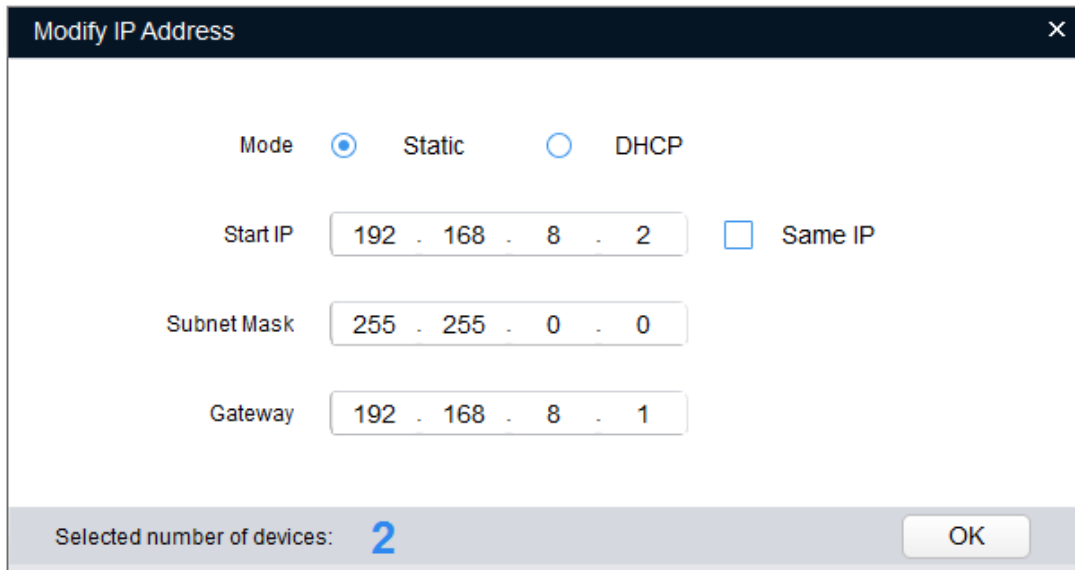 Modify IP Address ×
Mode Static DHCP
Start IP 192 . 168 . 8 . 2 Same IP
Subnet Mask 255 . 255 . 0 . 0
Gateway 192 . 168 . 8 . 1
Selected number of devices: 2 OK